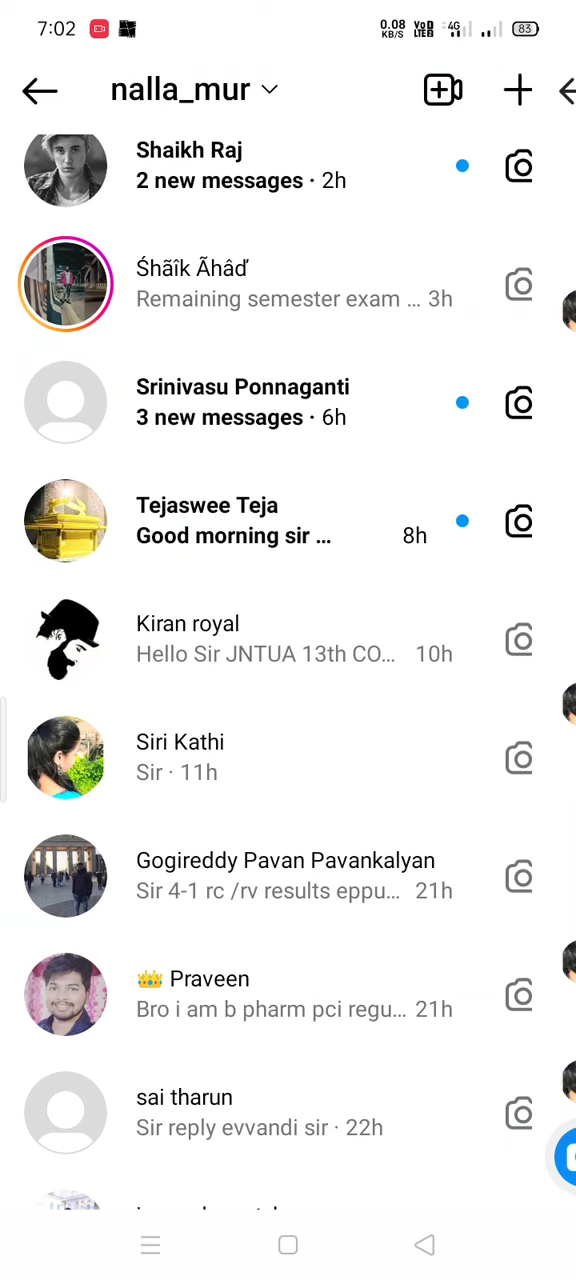 7:02 0.08 KB/S VoD LTE2 4G 83
nalla_mur
Shaikh Raj
2 new messages · 2h
Śhãîk Ãhâď
Remaining semester exam ... 3h
Srinivasu Ponnaganti
3 new messages · 6h
Tejaswee Teja
Good morning sir ... 8h
Kiran royal
Hello Sir JNTUA 13th CO... 10h
Siri Kathi
Sir · 11h
Gogireddy Pavan Pavankalyan
Sir 4-1 rc /rv results eppu... 21h
👑 Praveen
Bro i am b pharm pci regu... 21h
sai tharun
Sir reply evvandi sir · 22h